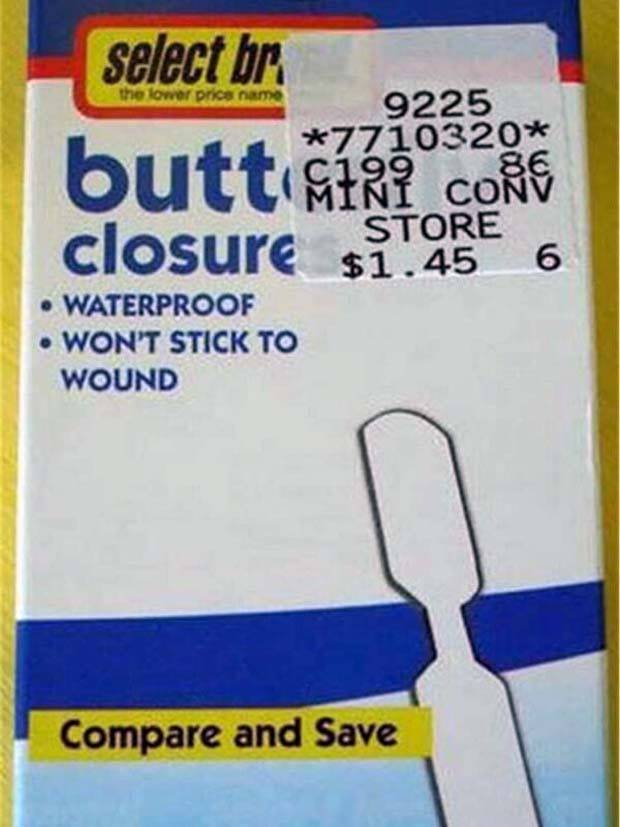 select br
the lower price name
butt
closure
9225
*7710320*
C199 86
MINI CONV
STORE
$1.45 6
• WATERPROOF
• WON'T STICK TO
WOUND
Compare and Save